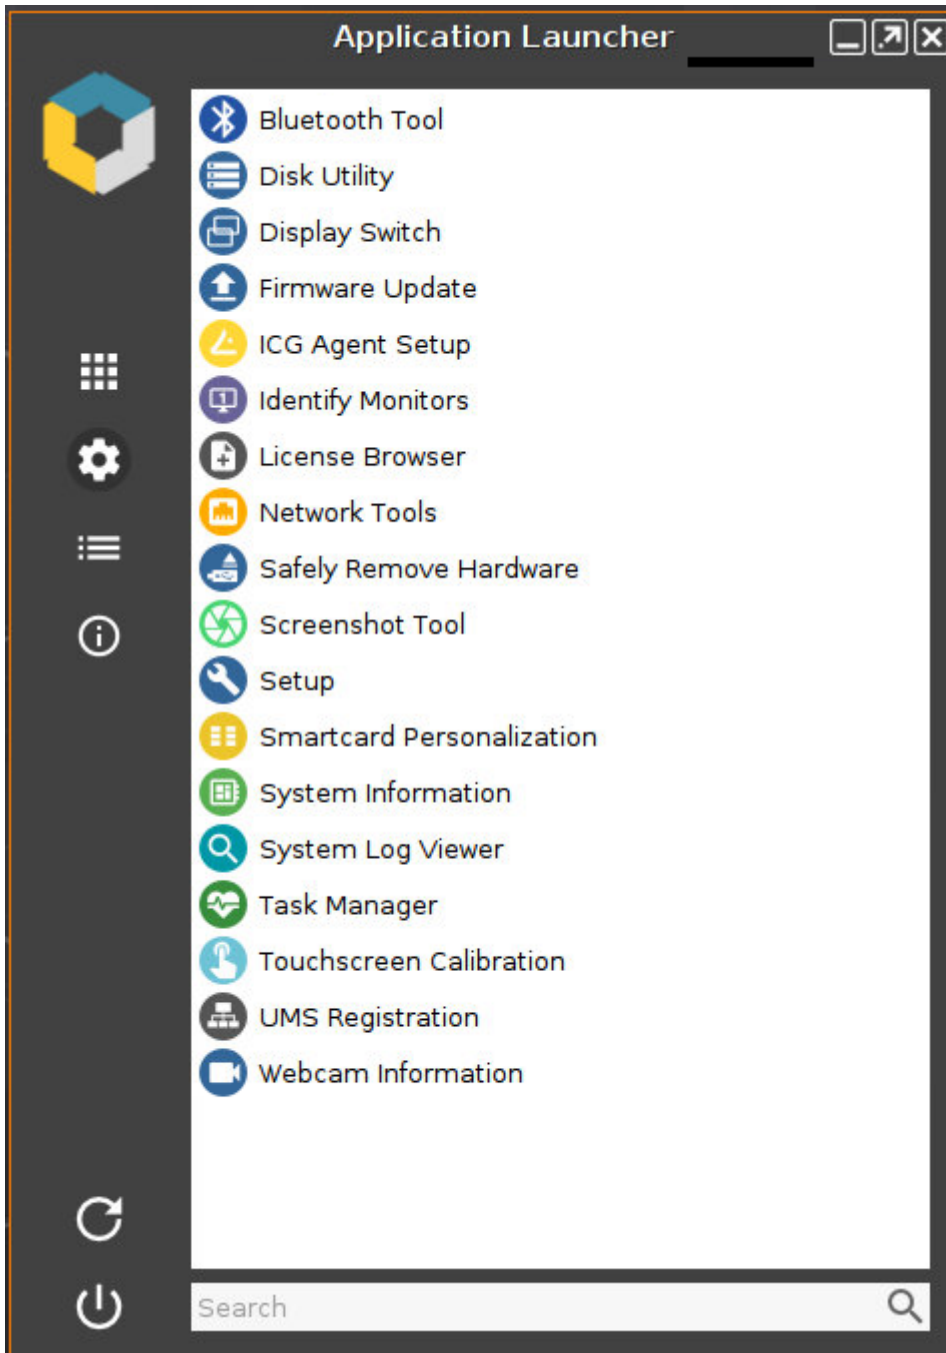 Application Launcher
Bluetooth Tool
Disk Utility
Display Switch
Firmware Update
ICG Agent Setup
Identify Monitors
License Browser
Network Tools
Safely Remove Hardware
Screenshot Tool
Setup
Smartcard Personalization
System Information
System Log Viewer
Task Manager
Touchscreen Calibration
UMS Registration
Webcam Information
Search